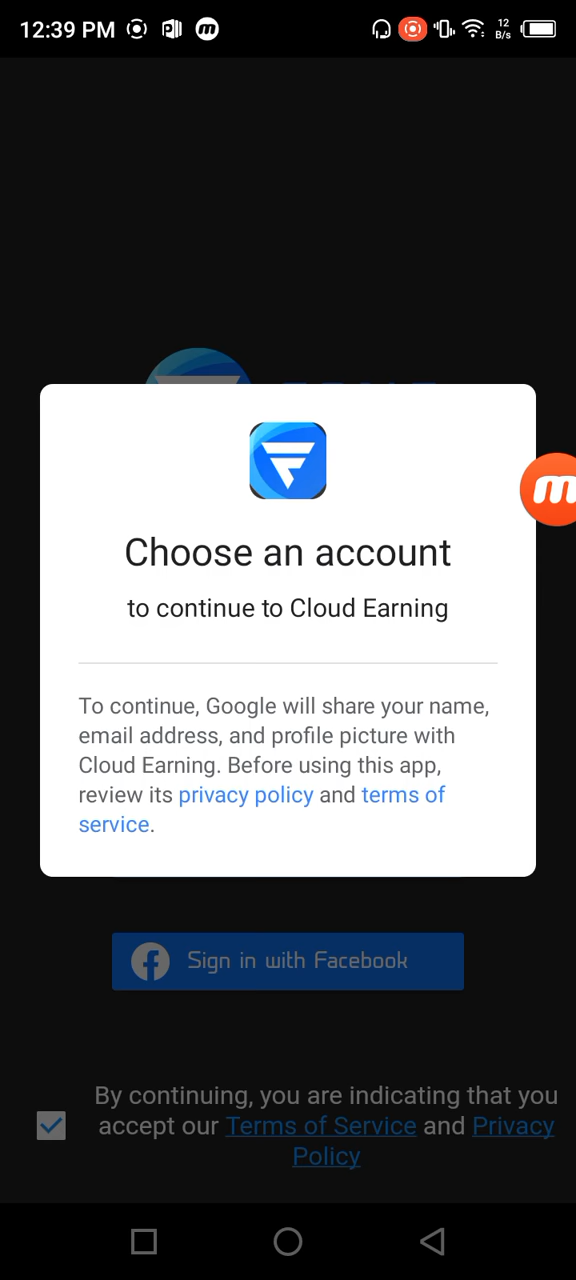 12:39 PM
12
B/s
Choose an account
to continue to Cloud Earning
To continue, Google will share your name,
email address, and profile picture with
Cloud Earning. Before using this app,
review its privacy policy and terms of
service.
Sign in with Facebook
By continuing, you are indicating that you
accept our Terms of Service and Privacy
Policy